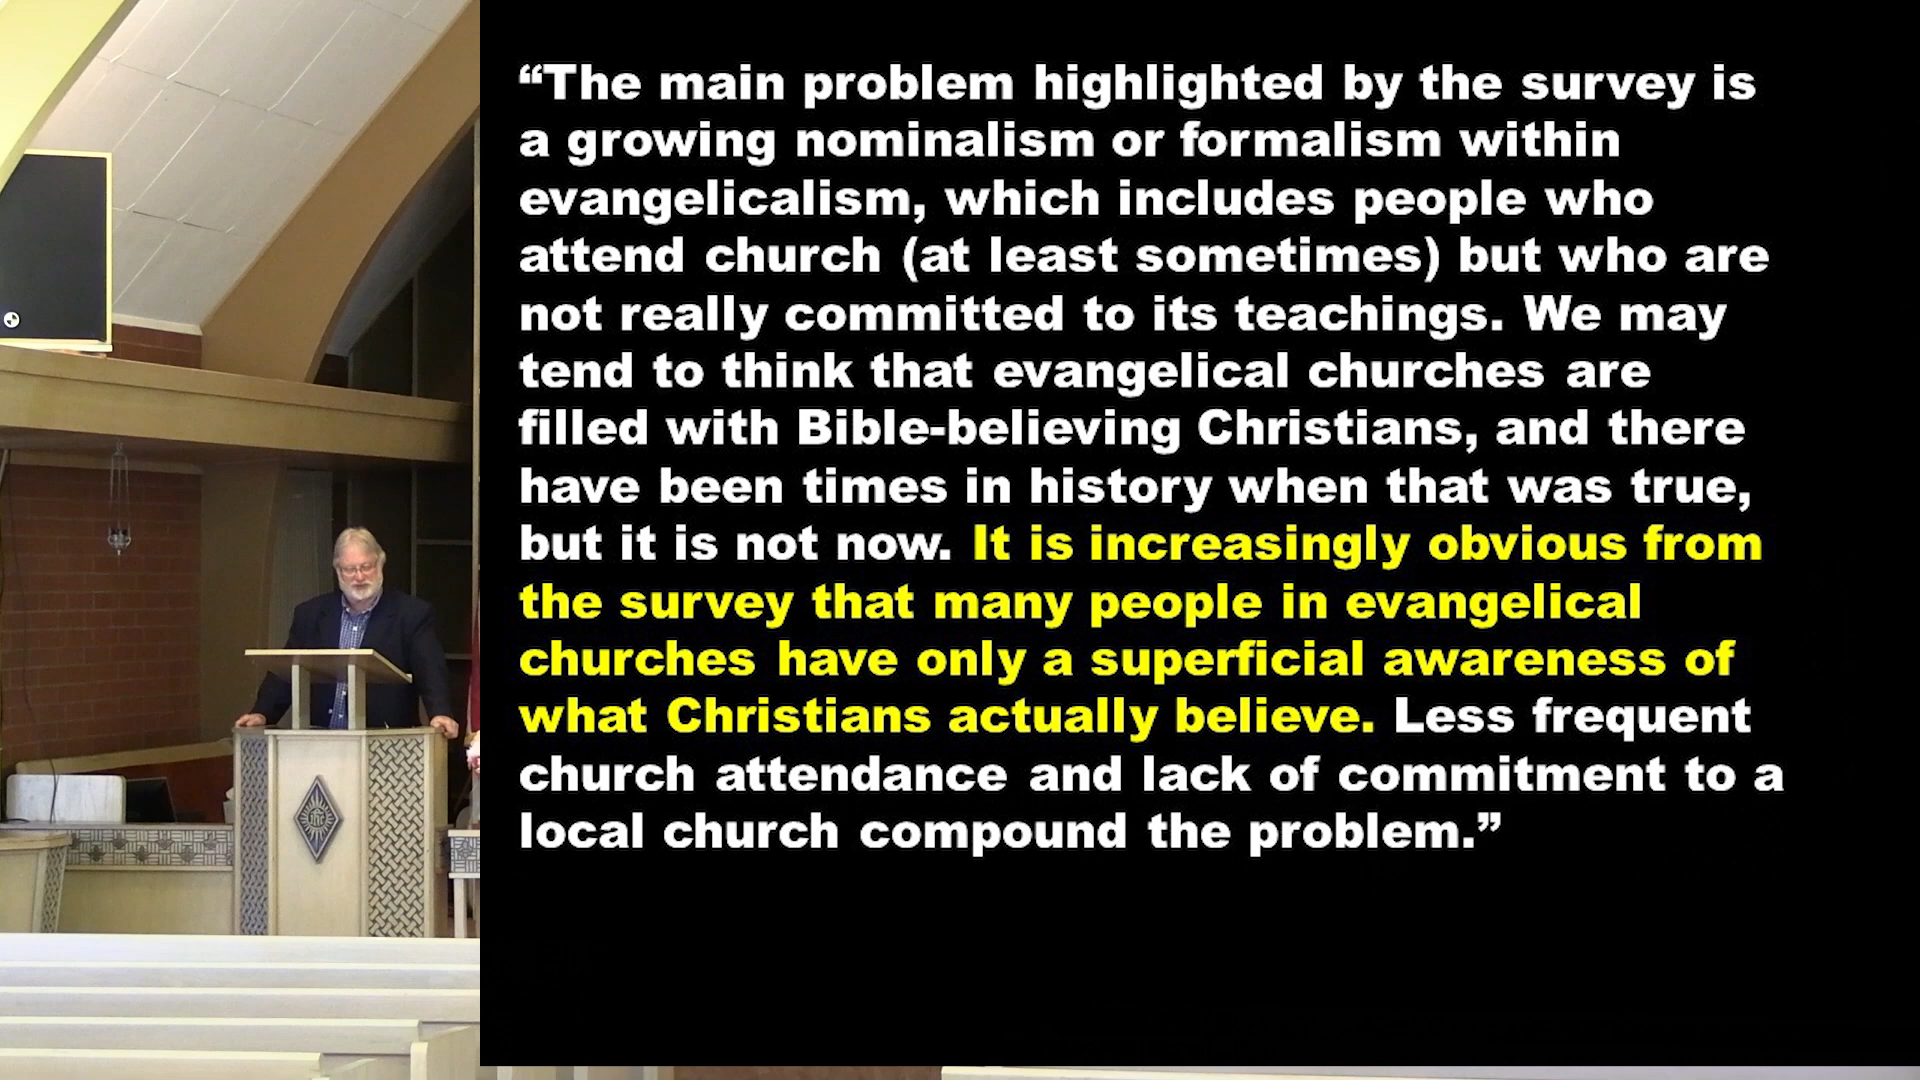 “The main problem highlighted by the survey is
a growing nominalism or formalism within
evangelicalism, which includes people who
attend church (at least sometimes) but who are
not really committed to its teachings. We may
tend to think that evangelical churches are
filled with Bible-believing Christians, and there
have been times in history when that was true,
but it is not now. It is increasingly obvious from
the survey that many people in evangelical
churches have only a superficial awareness of
what Christians actually believe. Less frequent
church attendance and lack of commitment to a
local church compound the problem.”